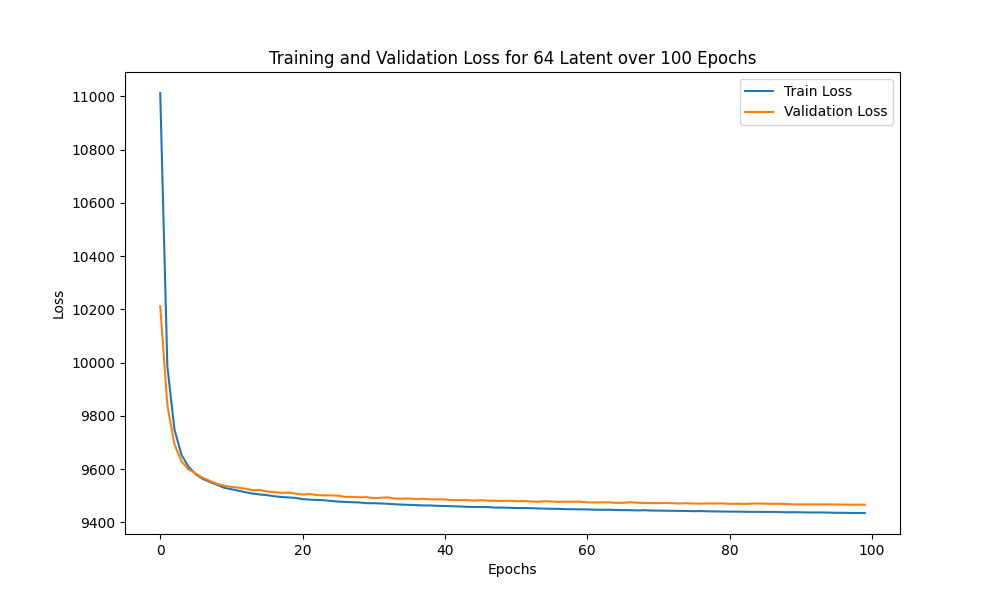 Training and Validation Loss for 64 Latent over 100 Epochs
Train Loss
Validation Loss
Loss
11000
10800
10600
10400
10200
10000
9800
9600
9400
0 20 40 60 80 100
Epochs